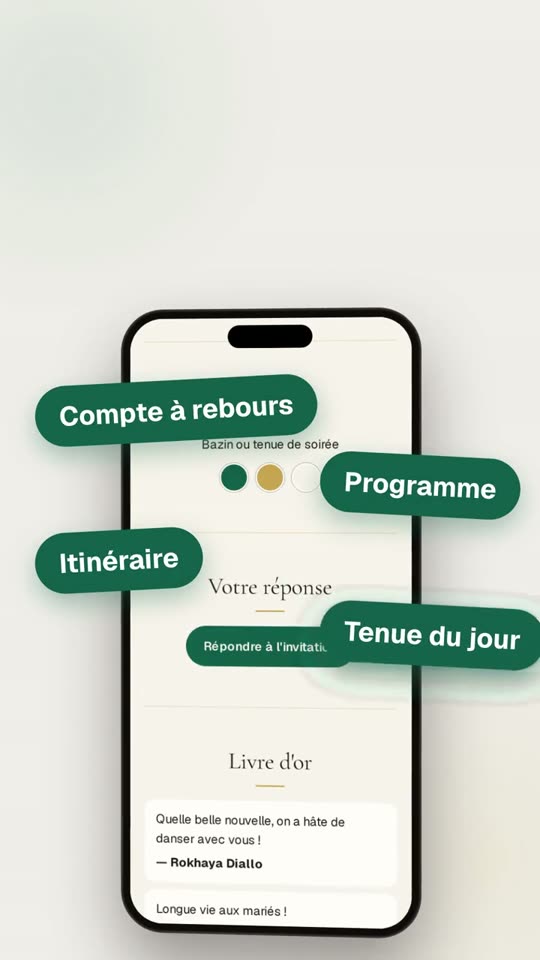 Compte à rebours
Bazin ou tenue de soirée
Programme
Itinéraire
Votre réponse
Tenue du jour
Répondre à l'invitati
Livre d'or
Quelle belle nouvelle, on a hâte de
danser avec vous !
— Rokhaya Diallo
Longue vie aux mariés !